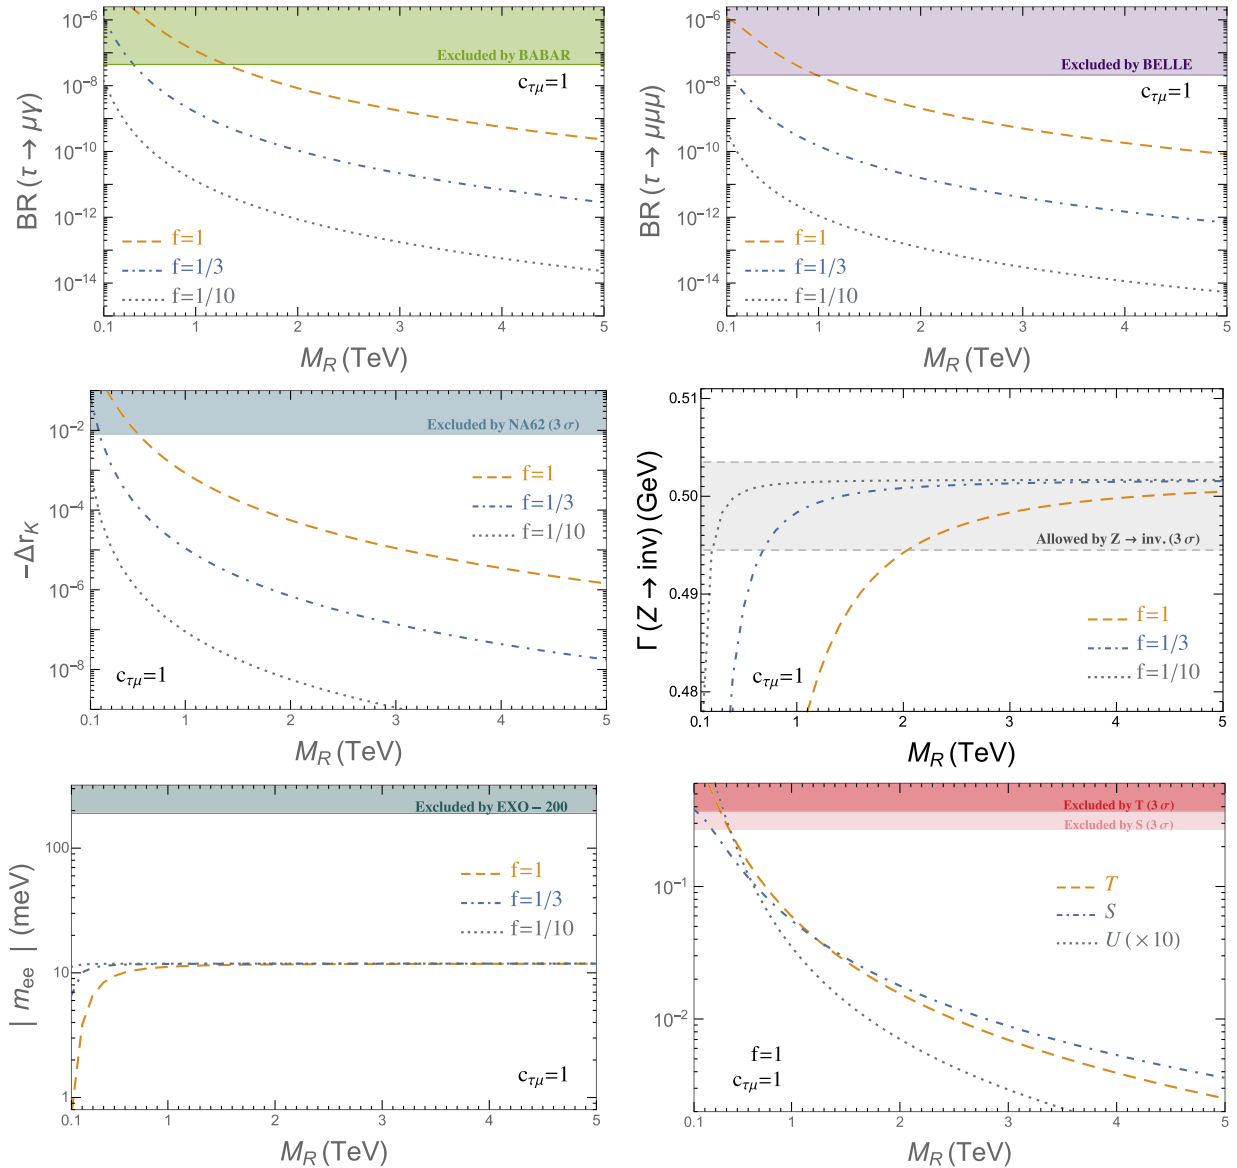 10⁻⁶
10⁻⁸
10⁻¹⁰
10⁻¹²
10⁻¹⁴
BR (τ → μγ)
Excluded by BABAR
c_τμ=1
f=1
f=1/3
f=1/10
0.1 1 2 3 4 5
M_R (TeV)
10⁻⁶
10⁻⁸
10⁻¹⁰
10⁻¹²
10⁻¹⁴
BR (τ → μμμ)
Excluded by BELLE
c_τμ=1
f=1
f=1/3
f=1/10
0.1 1 2 3 4 5
M_R (TeV)
10⁻²
10⁻⁴
10⁻⁶
10⁻⁸
−Δr_K
Excluded by NA62 (3 σ)
f=1
f=1/3
f=1/10
c_τμ=1
0.1 1 2 3 4 5
M_R (TeV)
0.51
0.50
0.49
0.48
Γ (Z → inv) (GeV)
Allowed by Z → inv. (3 σ)
f=1
f=1/3
f=1/10
c_τμ=1
0.1 1 2 3 4 5
M_R (TeV)
100
10
1
| m_ee | (meV)
Excluded by EXO − 200
f=1
f=1/3
f=1/10
c_τμ=1
0.1 1 2 3 4 5
M_R (TeV)
10⁻¹
10⁻²
Excluded by T (3 σ)
Excluded by S (3 σ)
T
S
U (×10)
f=1
c_τμ=1
0.1 1 2 3 4 5
M_R (TeV)